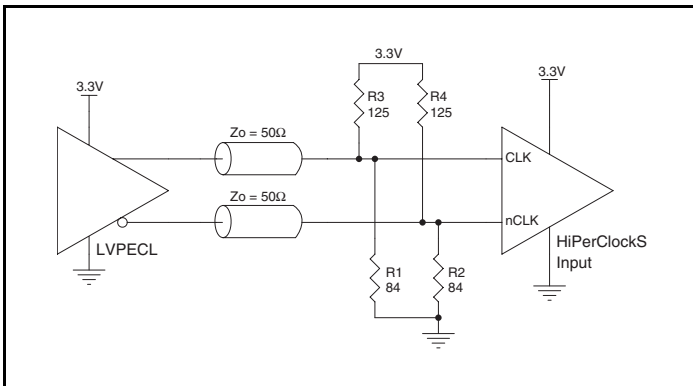 3.3V
3.3V
3.3V
R3
125
R4
125
Zo = 50Ω
CLK
Zo = 50Ω
nCLK
LVPECL
HiPerClockS
Input
R1
84
R2
84